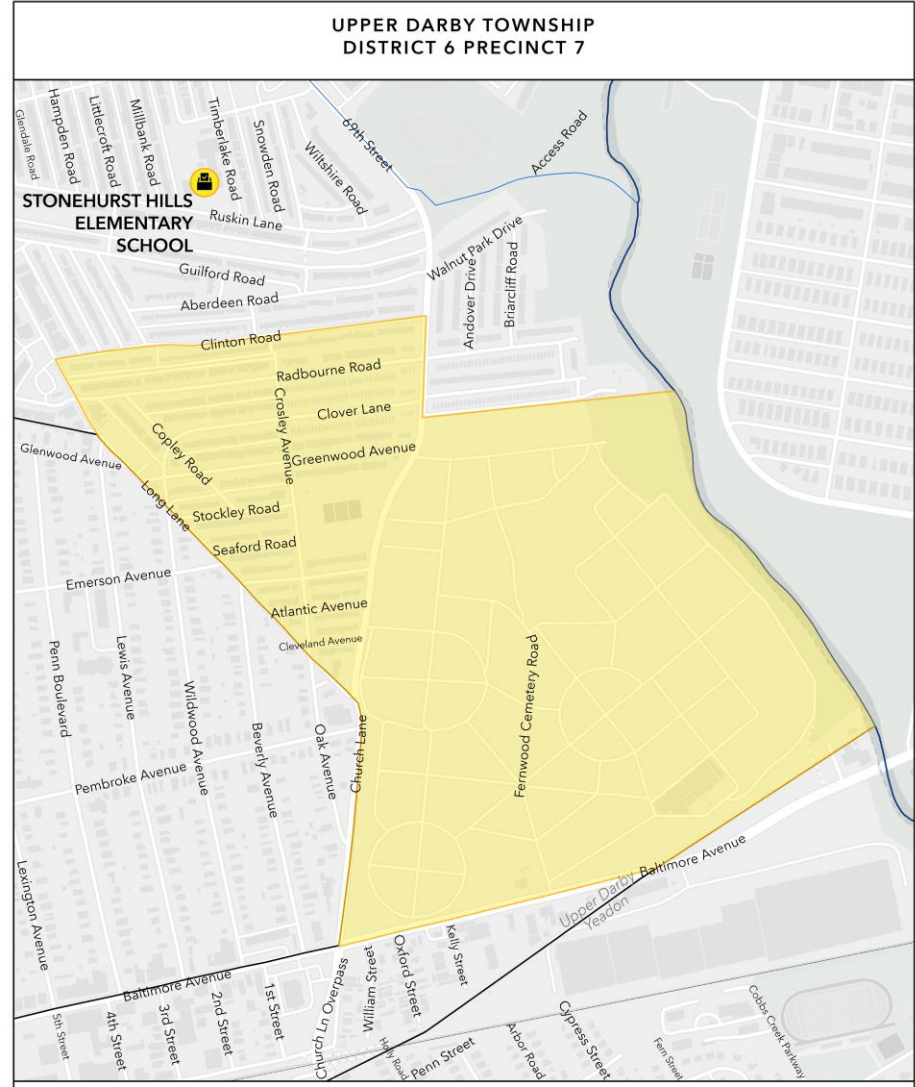 UPPER DARBY TOWNSHIP
DISTRICT 6 PRECINCT 7
Glendale Road
Hampden Road
Littlecroft Road
Millbank Road
Timberlake Road
Snowden Road
Wiltshire Road
69th Street
Access Road
STONEHURST HILLS
ELEMENTARY
SCHOOL
Ruskin Lane
Guilford Road
Walnut Park Drive
Andover Drive
Briarcliff Road
Aberdeen Road
Clinton Road
Radbourne Road
Crosley Avenue
Clover Lane
Copley Road
Greenwood Avenue
Glenwood Avenue
Long Lane
Stockley Road
Seaford Road
Emerson Avenue
Atlantic Avenue
Cleveland Avenue
Penn Boulevard
Lewis Avenue
Wildwood Avenue
Beverly Avenue
Oak Avenue
Church Lane
Fernwood Cemetery Road
Pembroke Avenue
Lexington Avenue
Baltimore Avenue
Upper Darby
Yeadon
Kelly Street
Oxford Street
William Street
Church Ln Overpass
Baltimore Avenue
1st Street
2nd Street
3rd Street
4th Street
5th Street
Holly Road
Penn Street
Arbor Road
Cypress Street
Fern Street
Cobbs Creek Parkway